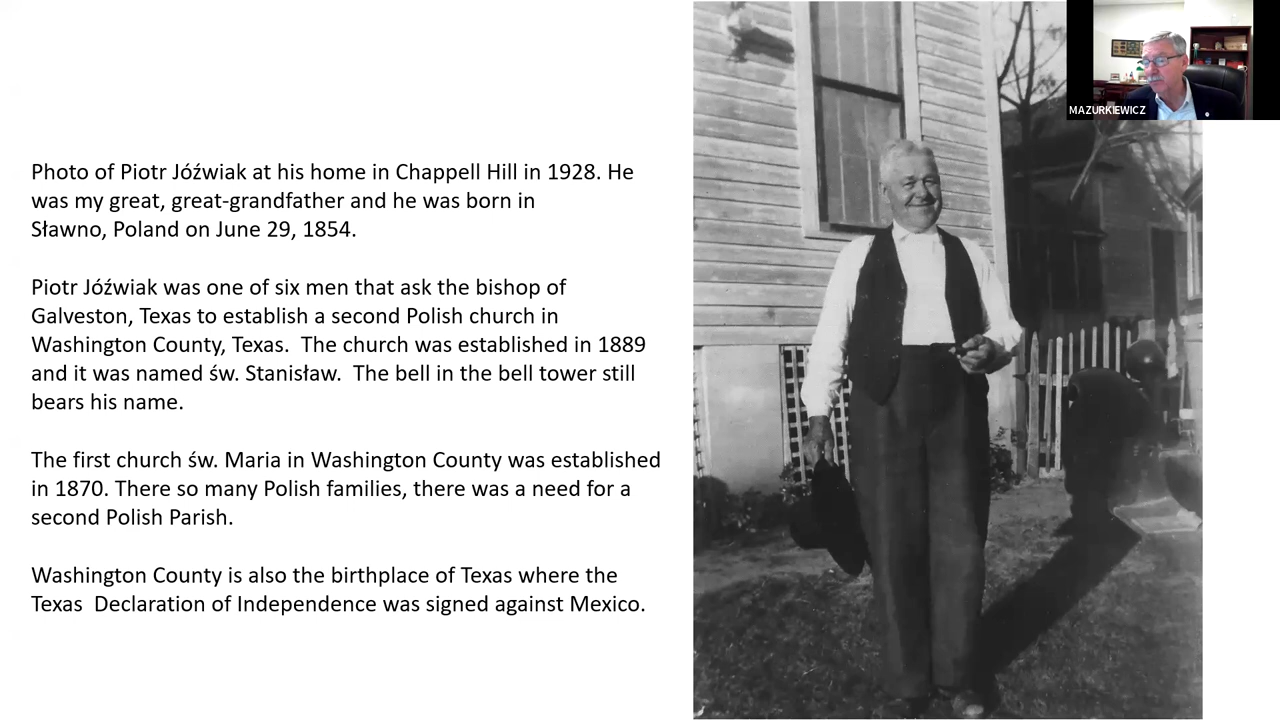 Photo of Piotr Jóźwiak at his home in Chappell Hill in 1928. He
was my great, great-grandfather and he was born in
Sławno, Poland on June 29, 1854.
Piotr Jóźwiak was one of six men that ask the bishop of
Galveston, Texas to establish a second Polish church in
Washington County, Texas.  The church was established in 1889
and it was named św. Stanisław.  The bell in the bell tower still
bears his name.
The first church św. Maria in Washington County was established
in 1870. There so many Polish families, there was a need for a
second Polish Parish.
Washington County is also the birthplace of Texas where the
Texas  Declaration of Independence was signed against Mexico.
MAZURKIEWICZ